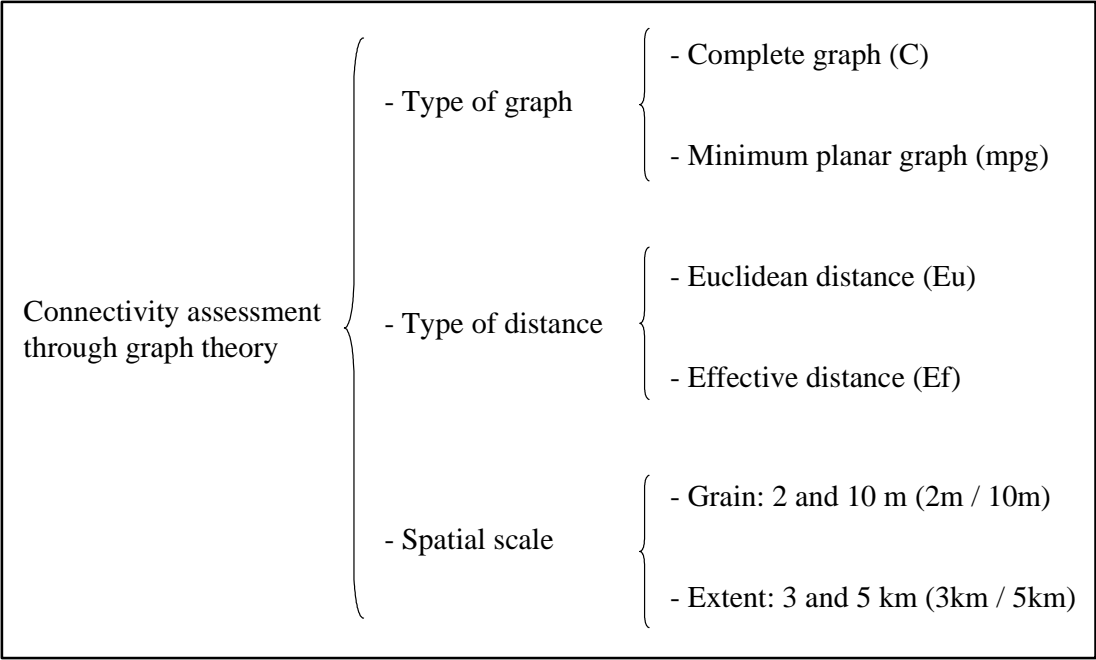 Connectivity assessment
through graph theory
- Type of graph
- Complete graph (C)
- Minimum planar graph (mpg)
- Type of distance
- Euclidean distance (Eu)
- Effective distance (Ef)
- Spatial scale
- Grain: 2 and 10 m (2m / 10m)
- Extent: 3 and 5 km (3km / 5km)